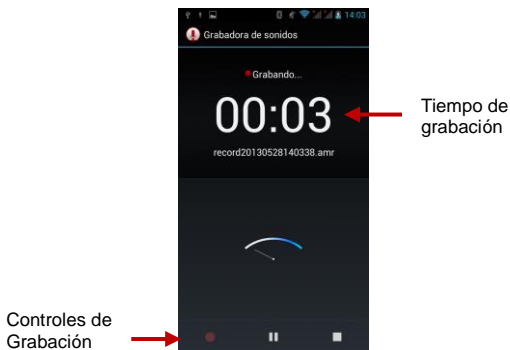 14:03
Grabadora de sonidos
Grabando...
00:03
Tiempo de
grabación
record20130528140338.amr
Controles de
Grabación